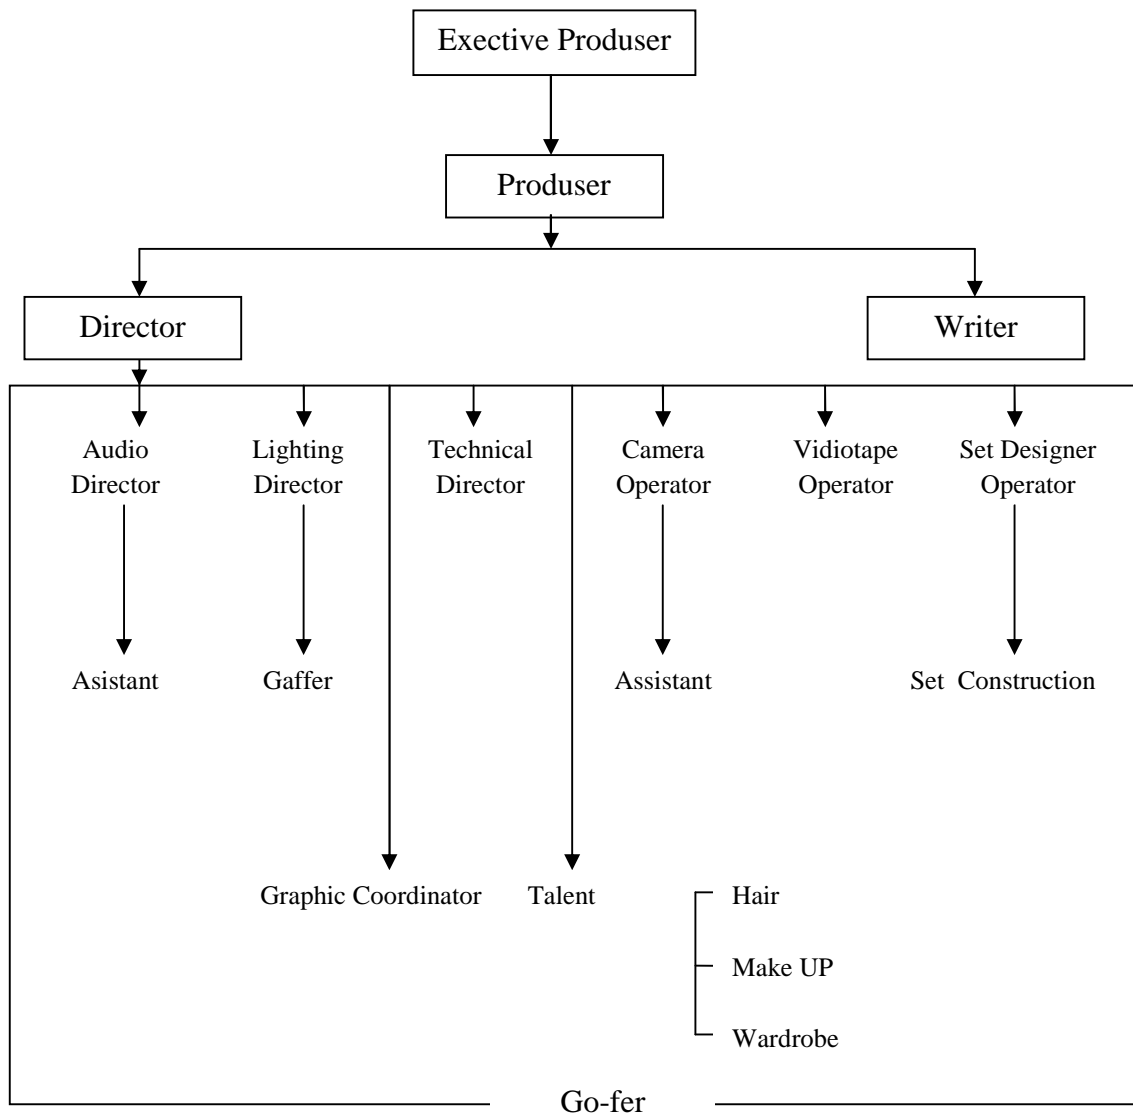 Exective Produser
Produser
Director
Writer
Audio
Director
Lighting
Director
Technical
Director
Camera
Operator
Vidiotape
Operator
Set Designer
Operator
Asistant
Gaffer
Assistant
Set Construction
Graphic Coordinator
Talent
Hair
Make UP
Wardrobe
Go-fer